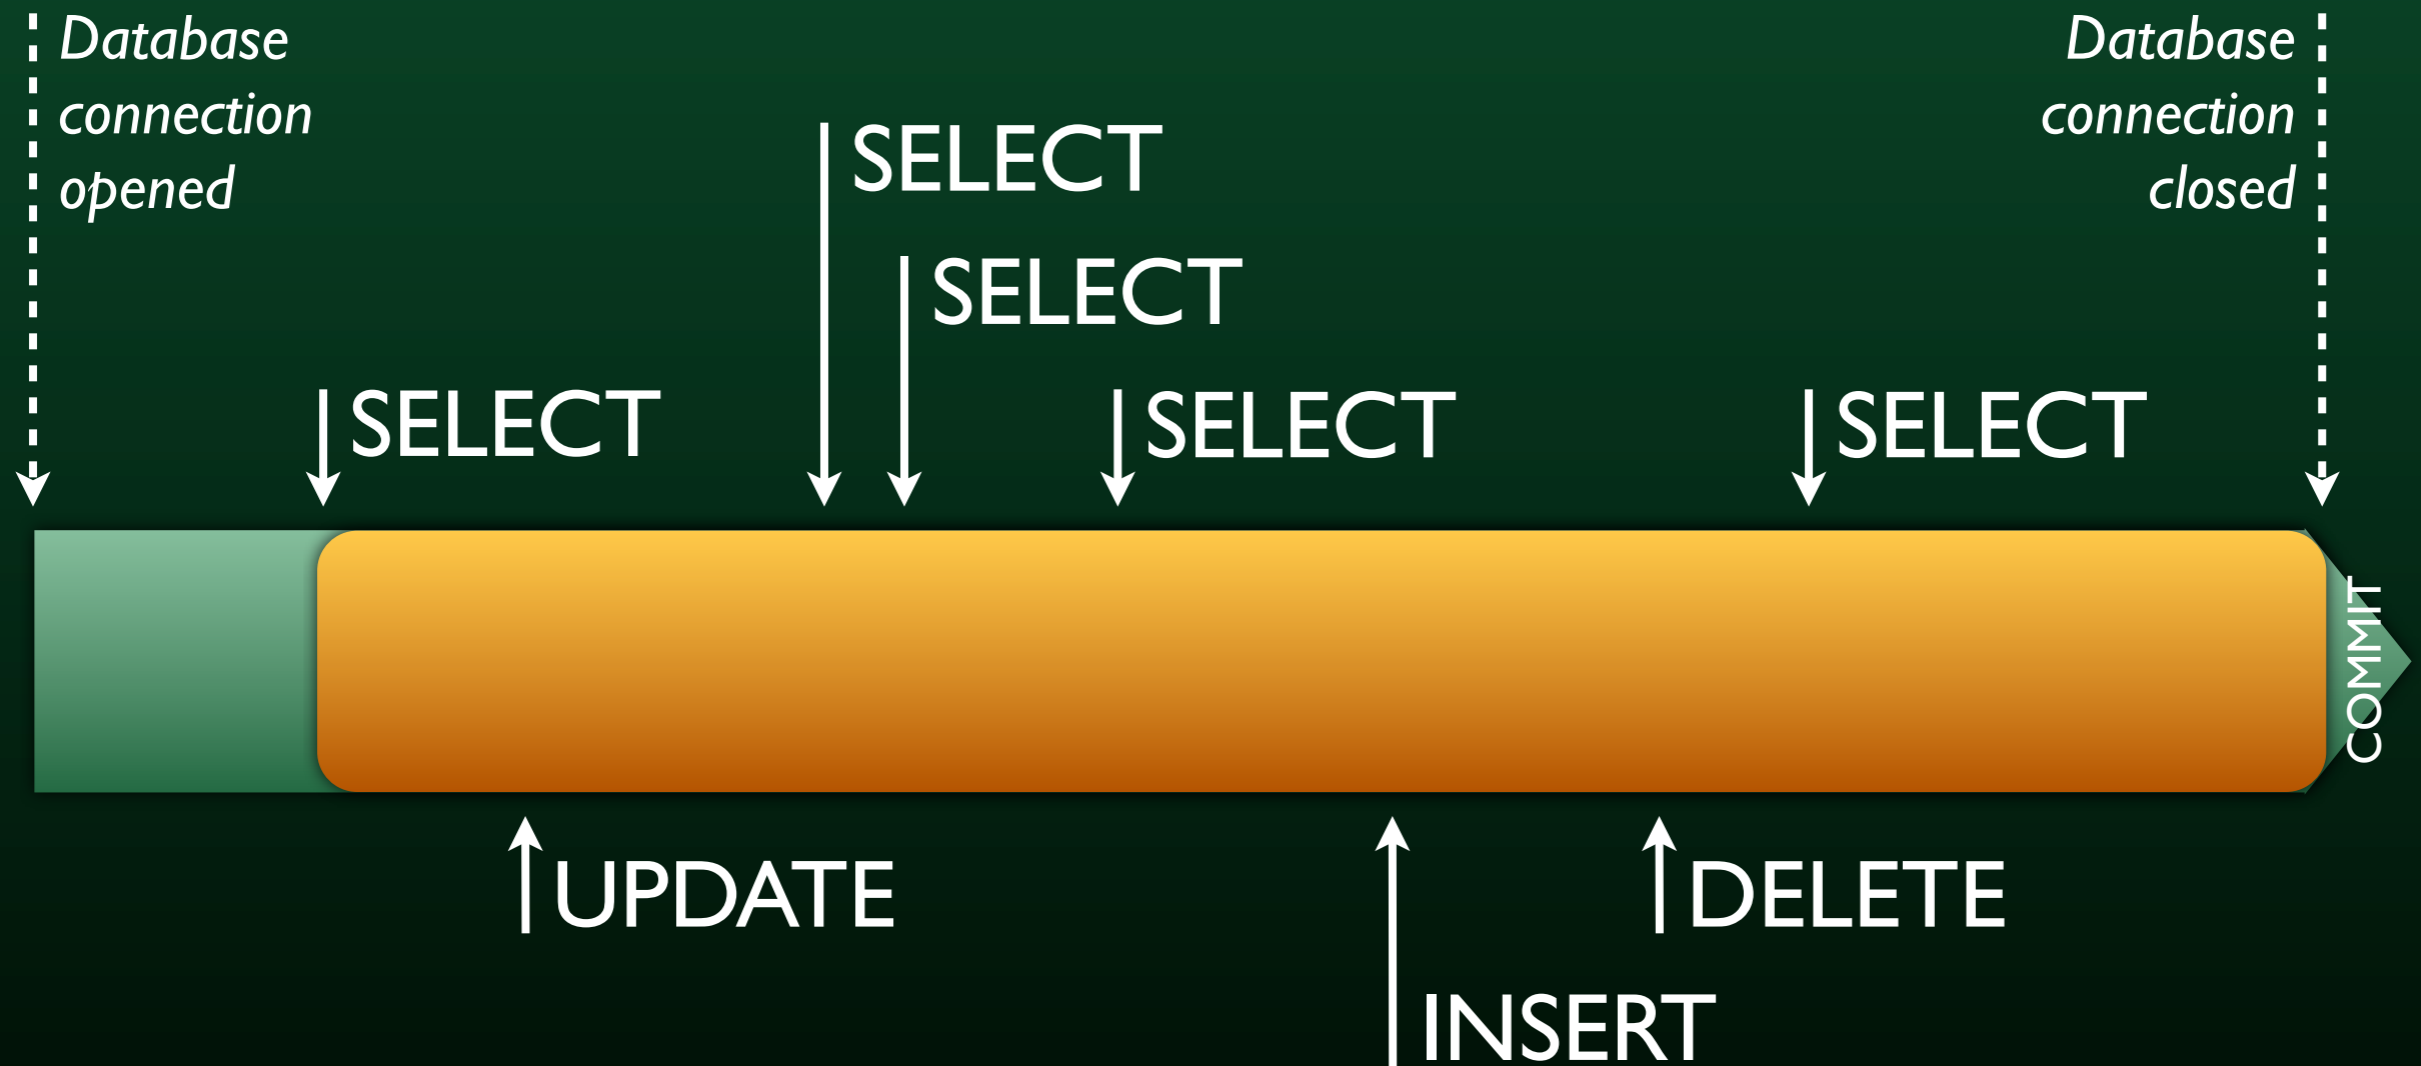 Database
connection
opened
Database
connection
closed
SELECT
SELECT
SELECT
SELECT
SELECT
COMMIT
UPDATE
DELETE
INSERT